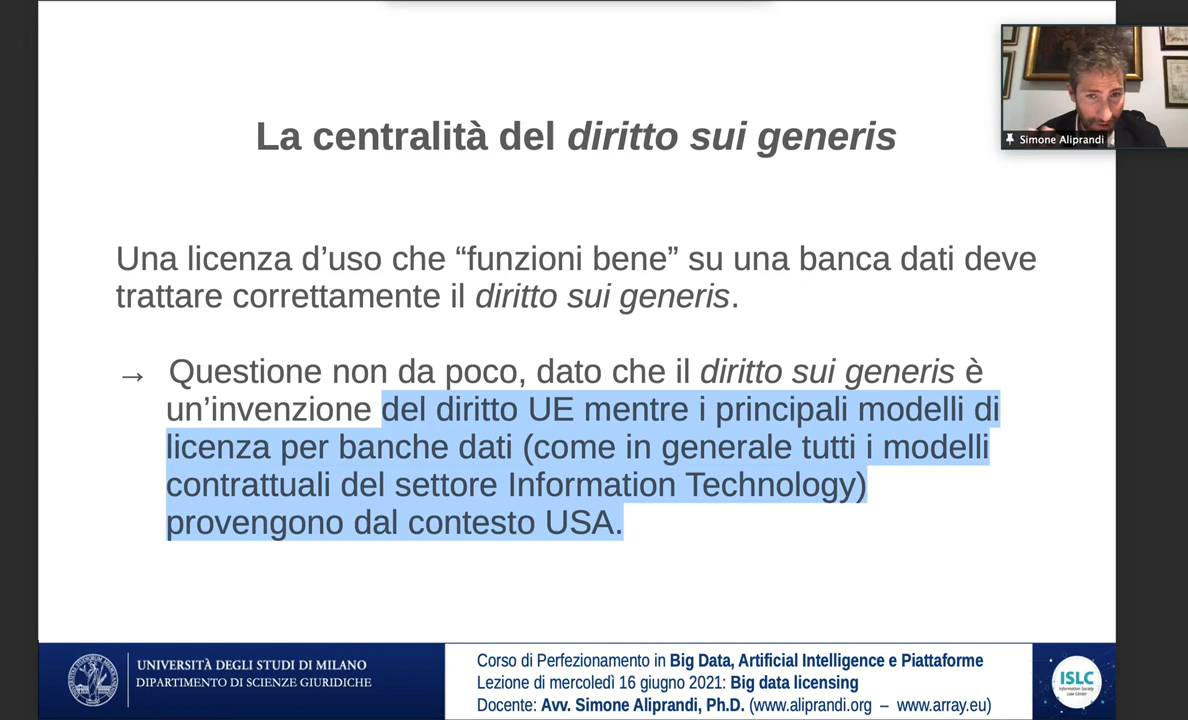 La centralità del diritto sui generis
Simone Aliprandi
Una licenza d’uso che “funzioni bene” su una banca dati deve
trattare correttamente il diritto sui generis.
→ Questione non da poco, dato che il diritto sui generis è
un’invenzione del diritto UE mentre i principali modelli di
licenza per banche dati (come in generale tutti i modelli
contrattuali del settore Information Technology)
provengono dal contesto USA.
UNIVERSITÀ DEGLI STUDI DI MILANO
DIPARTIMENTO DI SCIENZE GIURIDICHE
Corso di Perfezionamento in Big Data, Artificial Intelligence e Piattaforme
Lezione di mercoledì 16 giugno 2021: Big data licensing
Docente: Avv. Simone Aliprandi, Ph.D. (www.aliprandi.org – www.array.eu)
ISLC
Information Society
Law Center